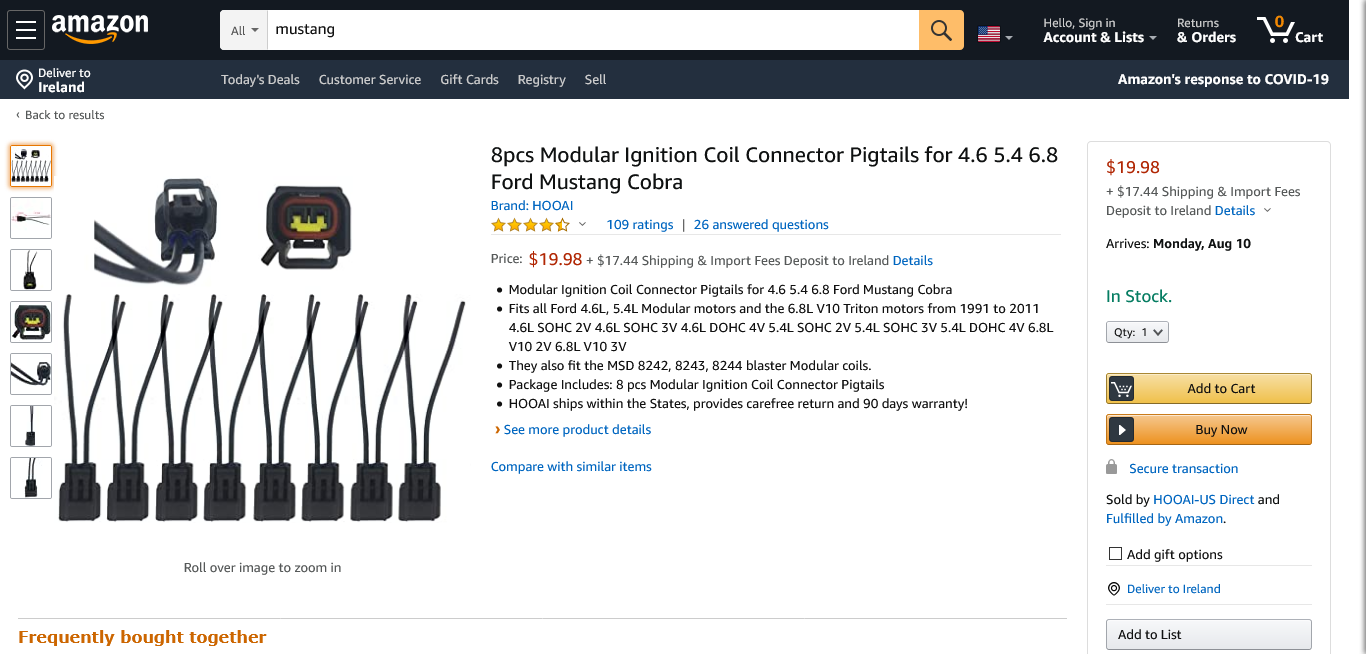 amazon
All
mustang
Hello, Sign in
Account & Lists
Returns
& Orders
0
Cart
Deliver to
Ireland
Today's Deals
Customer Service
Gift Cards
Registry
Sell
Amazon's response to COVID-19
‹ Back to results
8pcs Modular Ignition Coil Connector Pigtails for 4.6 5.4 6.8
Ford Mustang Cobra
Brand: HOOAI
109 ratings | 26 answered questions
Price: $19.98 + $17.44 Shipping & Import Fees Deposit to Ireland Details
• Modular Ignition Coil Connector Pigtails for 4.6 5.4 6.8 Ford Mustang Cobra
• Fits all Ford 4.6L, 5.4L Modular motors and the 6.8L V10 Triton motors from 1991 to 2011
4.6L SOHC 2V 4.6L SOHC 3V 4.6L DOHC 4V 5.4L SOHC 2V 5.4L SOHC 3V 5.4L DOHC 4V 6.8L
V10 2V 6.8L V10 3V
• They also fit the MSD 8242, 8243, 8244 blaster Modular coils.
• Package Includes: 8 pcs Modular Ignition Coil Connector Pigtails
• HOOAI ships within the States, provides carefree return and 90 days warranty!
› See more product details
Compare with similar items
Roll over image to zoom in
Frequently bought together
$19.98
+ $17.44 Shipping & Import Fees
Deposit to Ireland Details
Arrives: Monday, Aug 10
In Stock.
Qty: 1
Add to Cart
Buy Now
Secure transaction
Sold by HOOAI-US Direct and
Fulfilled by Amazon.
Add gift options
Deliver to Ireland
Add to List